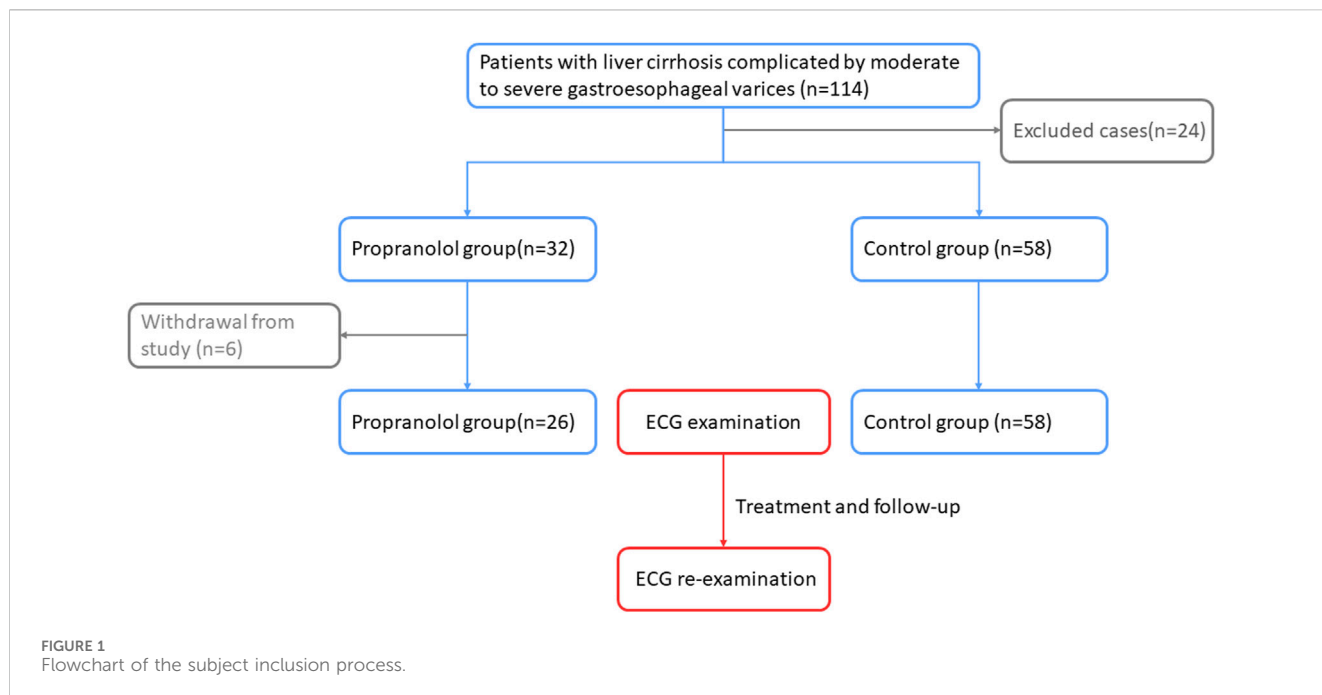 Patients with liver cirrhosis complicated by moderate
to severe gastroesophageal varices (n=114)
Excluded cases(n=24)
Propranolol group(n=32)
Control group (n=58)
Withdrawal from
study (n=6)
Propranolol group(n=26)
ECG examination
Control group (n=58)
Treatment and follow-up
ECG re-examination
FIGURE 1
Flowchart of the subject inclusion process.